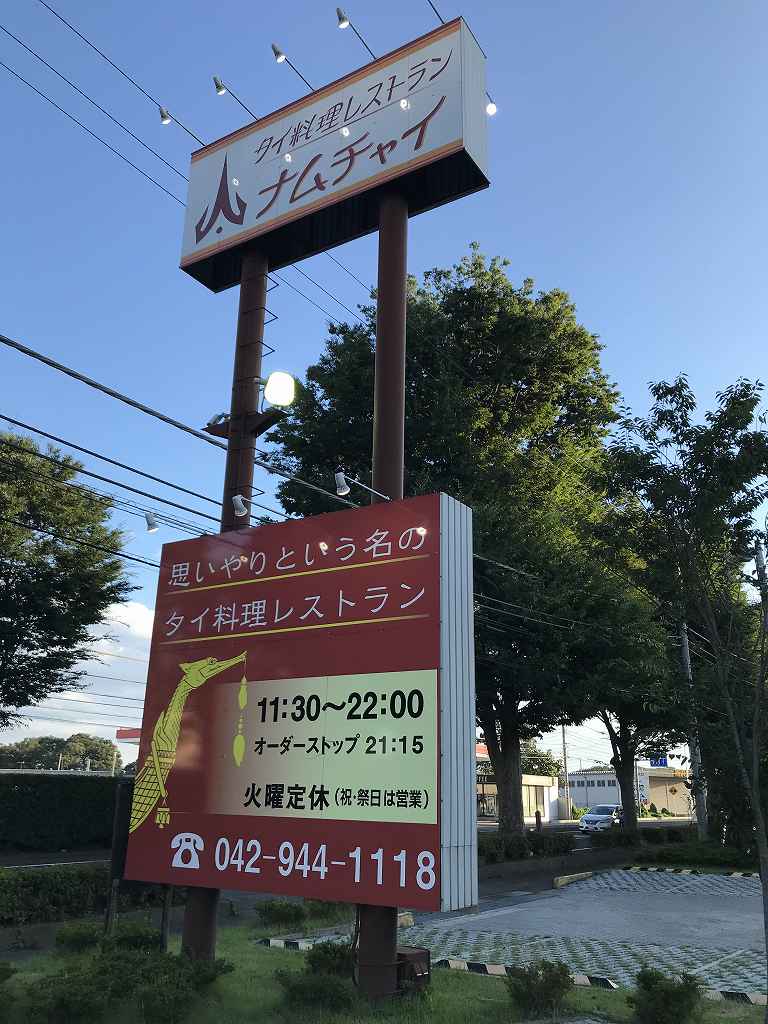 タイ料理レストラン
ナムチャイ
思いやりという名の
タイ料理レストラン
11:30〜22:00
オーダーストップ 21:15
火曜定休(祝・祭日は営業)
042-944-1118